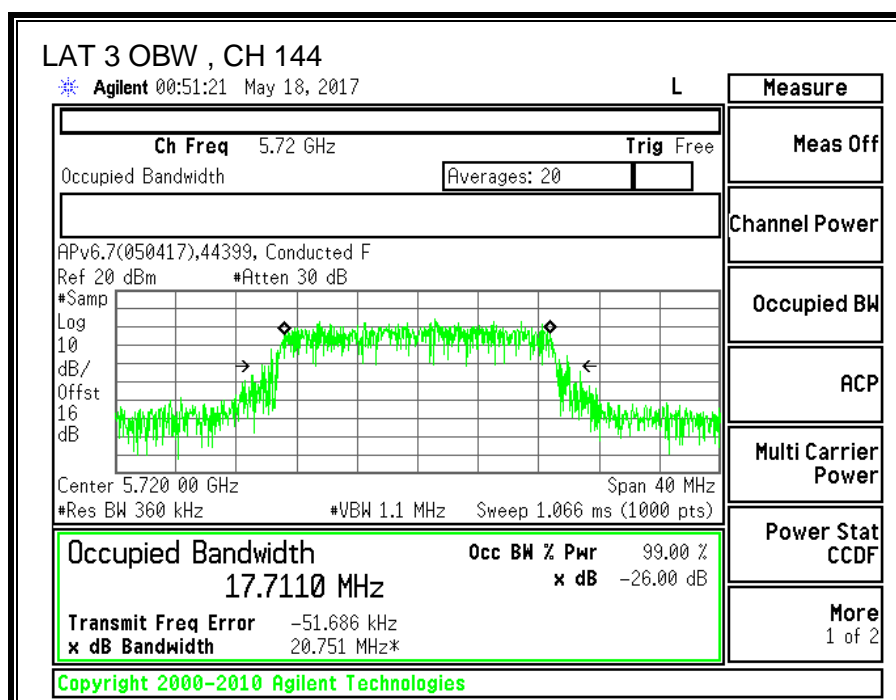 LAT 3 OBW , CH 144
Agilent 00:51:21 May 18, 2017 L
Measure
Ch Freq 5.72 GHz Trig Free
Meas Off
Occupied Bandwidth Averages: 20
Channel Power
APv6.7(050417),44399, Conducted F
Ref 20 dBm #Atten 30 dB
#Samp
Log
10
dB/
Offst
16
dB
Occupied BW
ACP
Multi Carrier
Power
Center 5.720 00 GHz Span 40 MHz
#Res BW 360 kHz #VBW 1.1 MHz Sweep 1.066 ms (1000 pts)
Power Stat
CCDF
Occupied Bandwidth Occ BW % Pwr 99.00 %
17.7110 MHz x dB -26.00 dB
Transmit Freq Error -51.686 kHz
x dB Bandwidth 20.751 MHz*
More
1 of 2
Copyright 2000-2010 Agilent Technologies